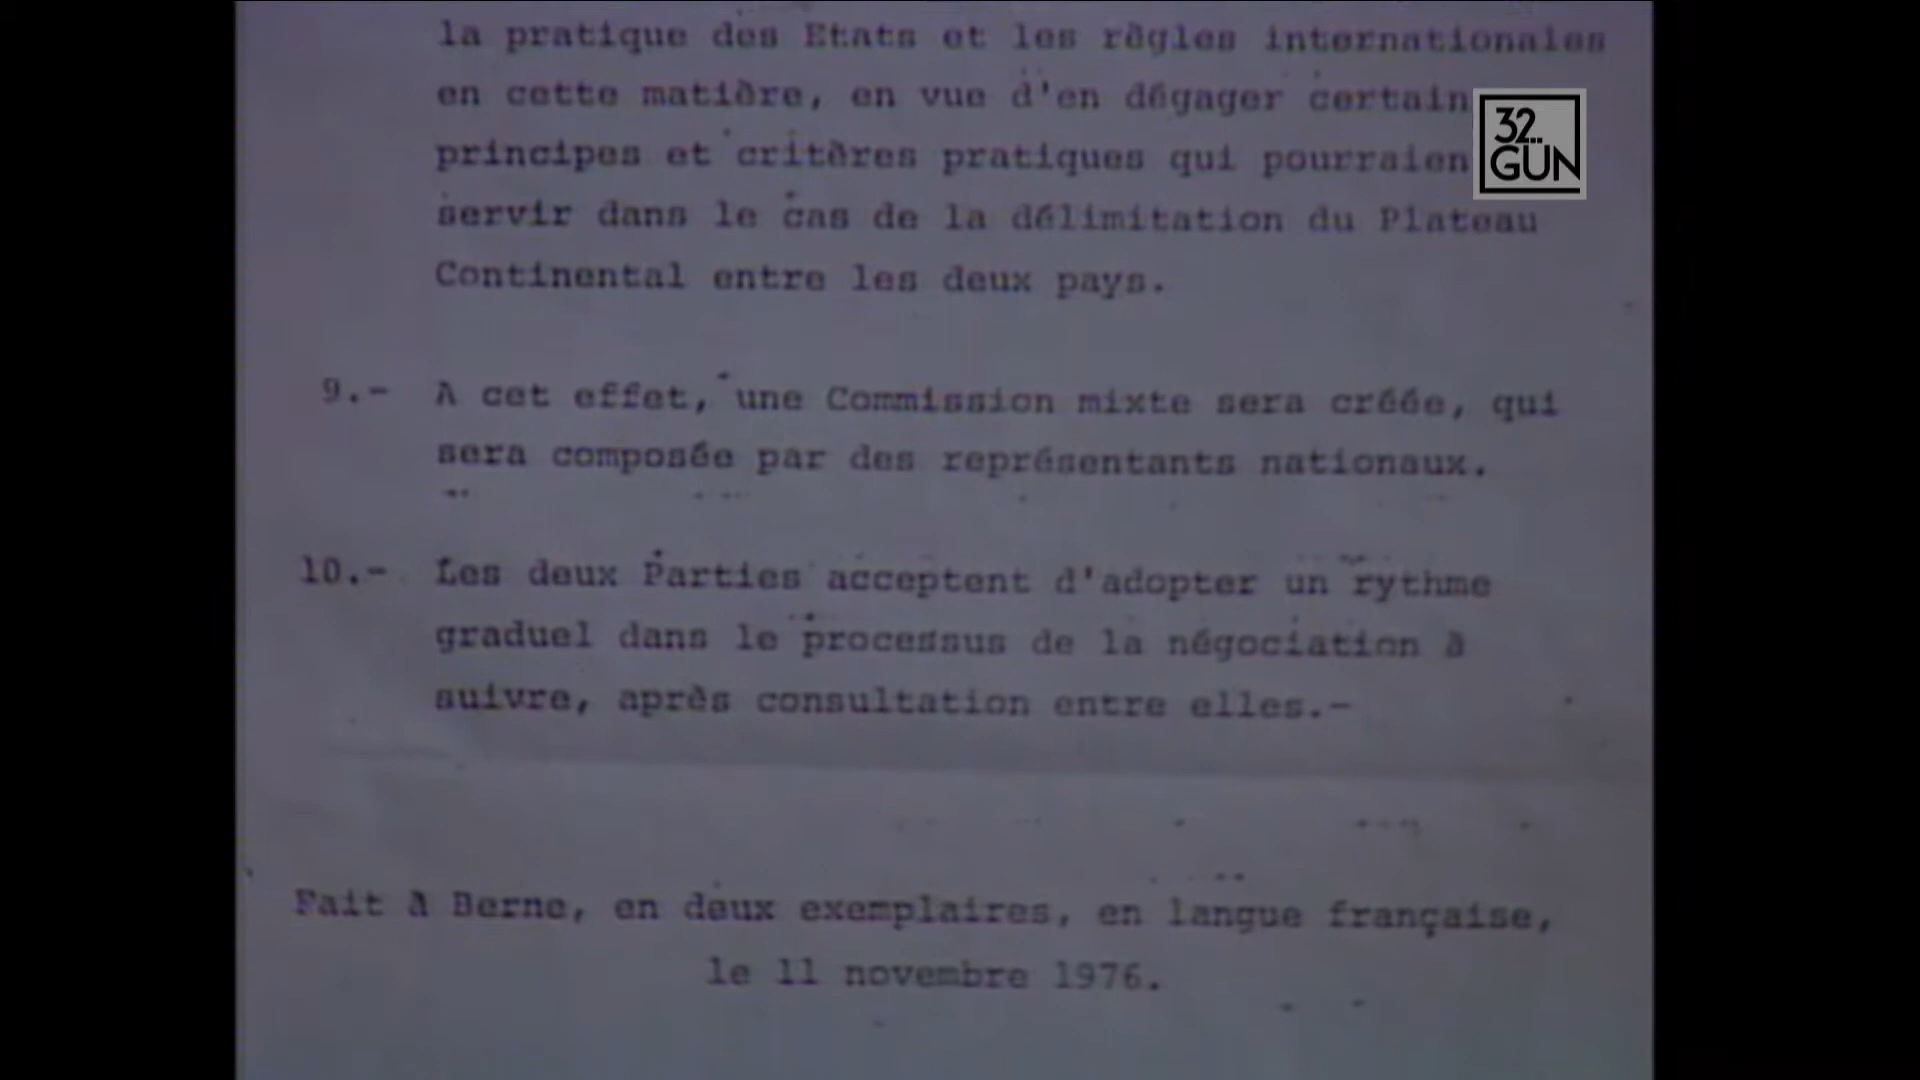 la pratique des Etats et les règles internationales
en cette matière, en vue d'en dégager certain
32.
GÜN
principes et critères pratiques qui pourraien
servir dans le cas de la délimitation du Plateau
Continental entre les deux pays.
9.- A cet effet, une Commission mixte sera créée, qui
sera composée par des représentants nationaux.
10.- Les deux Parties acceptent d'adopter un rythme
graduel dans le processus de la négociation à
suivre, après consultation entre elles.-
Fait à Berne, en deux exemplaires, en langue française,
le 11 novembre 1976.